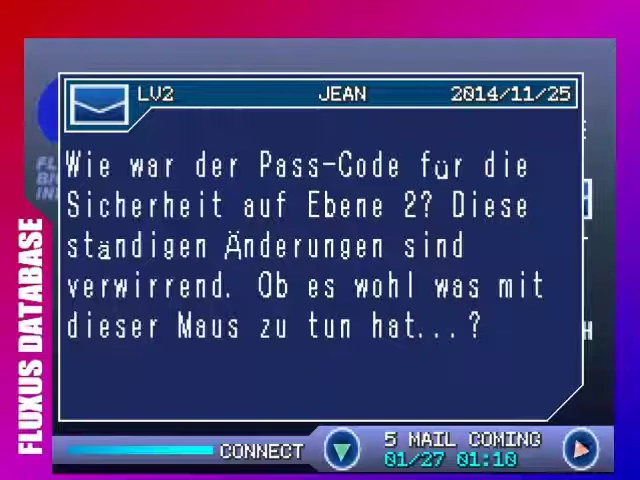 LV2 JEAN 2014/11/25
Wie war der Pass-Code für die
Sicherheit auf Ebene 2? Diese
ständigen Änderungen sind
verwirrend. Ob es wohl was mit
dieser Maus zu tun hat...?
FLUXUS DATABASE
CONNECT
5 MAIL COMING
01/27 01:10